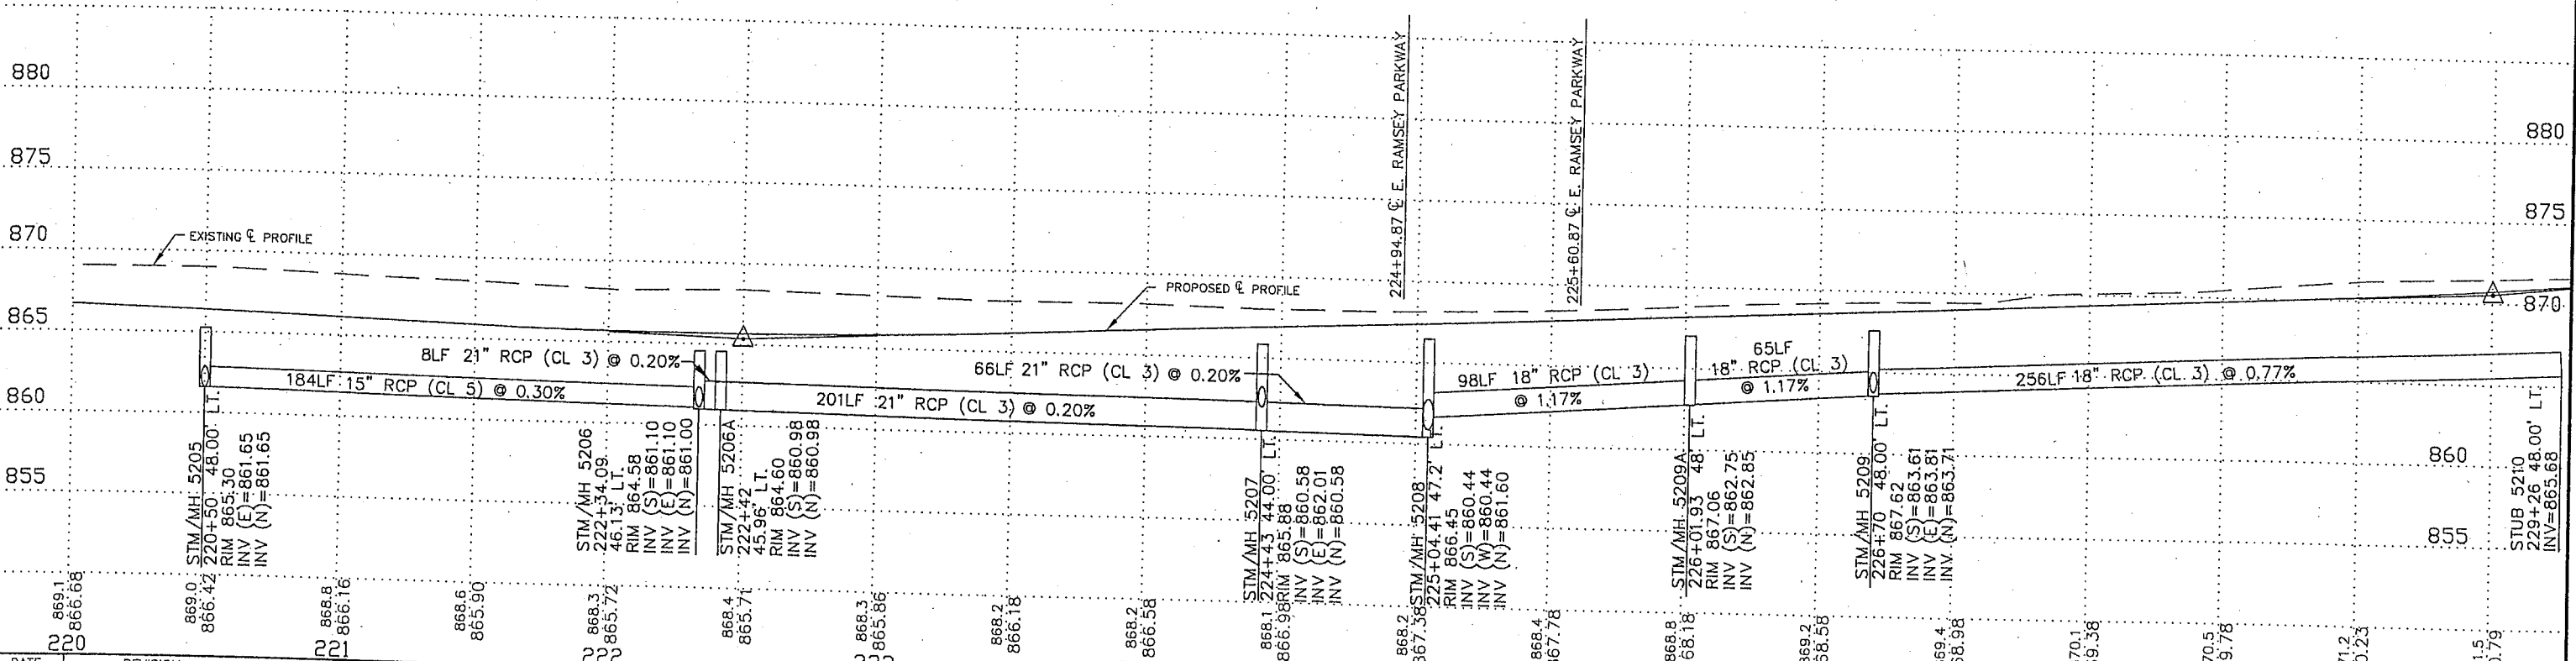 880
875
870
865
860
855
880
875
870
860
855
EXISTING ℄ PROFILE
PROPOSED ℄ PROFILE
224+94.87 ℄ E. RAMSEY PARKWAY
225+60.87 ℄ E. RAMSEY PARKWAY
8LF 21" RCP (CL 3) @ 0.20%
184LF 15" RCP (CL 5) @ 0.30%
66LF 21" RCP (CL 3) @ 0.20%
201LF 21" RCP (CL 3) @ 0.20%
98LF 18" RCP (CL 3)
@ 1.17%
65LF
18" RCP (CL 3)
@ 1.17%
256LF 18" RCP (CL 3) @ 0.77%
STM/MH 5205
220+50 48.00' LT.
RIM 865.30
INV (E)=861.65
INV (N)=861.65
STM/MH 5206
222+34.09
46.13' LT.
RIM 864.58
INV (S)=861.10
INV (E)=861.10
INV (N)=861.00
STM/MH 5206A
222+42
45.96' LT.
RIM 864.60
INV (S)=860.98
INV (N)=860.98
STM/MH 5207
224+43 44.00' LT.
RIM 865.88
INV (S)=860.58
INV (E)=862.01
INV (N)=860.58
STM/MH 5208
225+04.41 47.2' LT.
RIM 866.45
INV (S)=860.44
INV (W)=860.44
INV (N)=861.60
STM/MH 5209A
226+01.93 48' LT.
RIM 867.06
INV (S)=862.75
INV (N)=862.85
STM/MH 5209
226+70 48.00' LT.
RIM 867.62
INV (S)=863.61
INV (E)=863.81
INV (N)=863.71
STUB 5210
229+26 48.00' LT.
INV=865.68
869.1
866.68
869.0
866.42
868.8
866.16
868.6
865.90
868.3
865.72
868.4
865.71
868.3
865.86
868.2
866.18
868.2
866.58
868.1
866.98
868.2
867.38
868.4
867.78
868.8
869.2
220
221